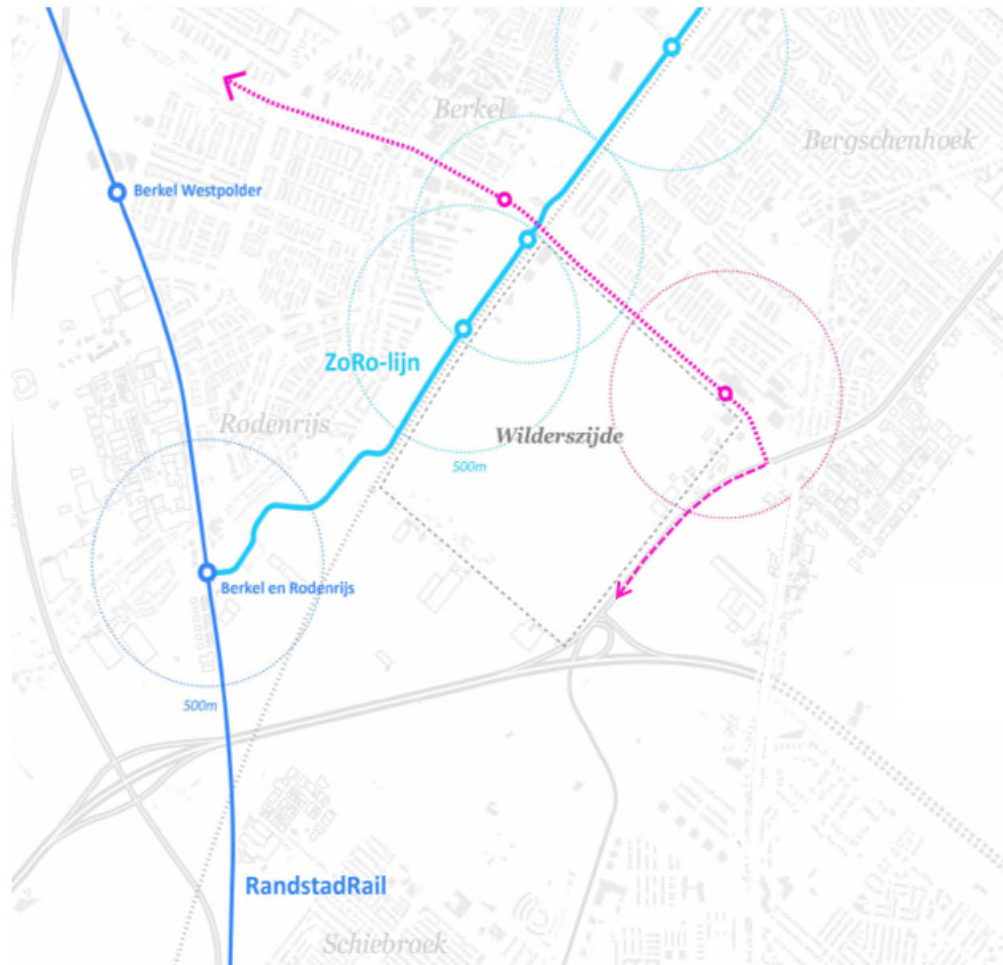 Berkel
Bergschenhoek
Berkel Westpolder
ZoRo-lijn
Rodenrijs
Wilderszijde
500m
Berkel en Rodenrijs
500m
RandstadRail
Schiebroek